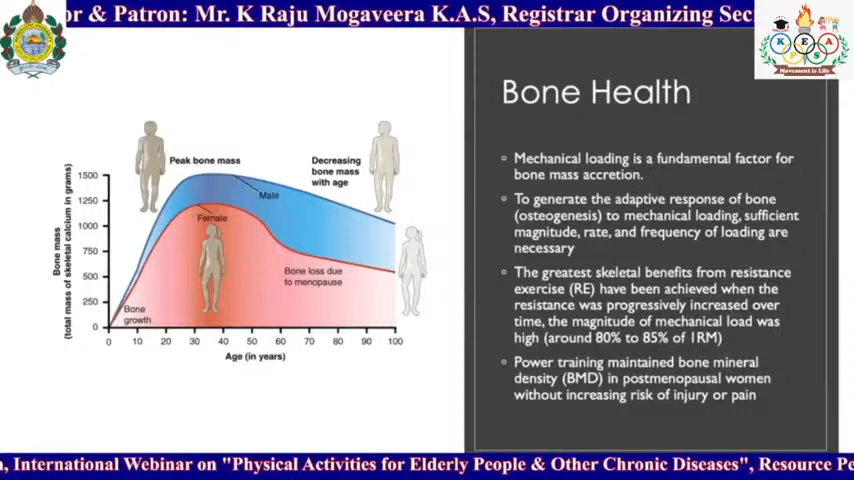 or & Patron: Mr. K Raju Mogaveera K.A.S, Registrar Organizing Sec
K E A
P S
Movement is Life
Bone Health
Peak bone mass
Decreasing
bone mass
with age
Bone mass
(total mass of skeletal calcium in grams)
1500
1250
1000
750
500
250
0
Male
Female
Bone loss due
to menopause
Bone
growth
0 10 20 30 40 50 60 70 80 90 100
Age (in years)
Mechanical loading is a fundamental factor for
bone mass accretion.
To generate the adaptive response of bone
(osteogenesis) to mechanical loading, sufficient
magnitude, rate, and frequency of loading are
necessary
The greatest skeletal benefits from resistance
exercise (RE) have been achieved when the
resistance was progressively increased over
time, the magnitude of mechanical load was
high (around 80% to 85% of 1RM)
Power training maintained bone mineral
density (BMD) in postmenopausal women
without increasing risk of injury or pain
, International Webinar on "Physical Activities for Elderly People & Other Chronic Diseases", Resource Pe